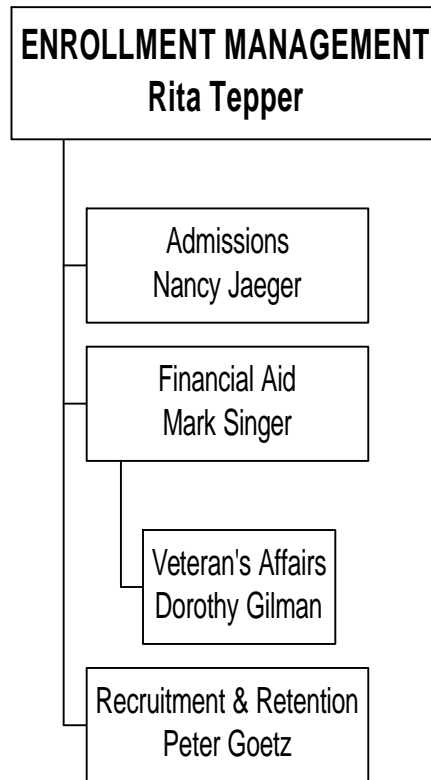 ENROLLMENT MANAGEMENT
Rita Tepper
Admissions
Nancy Jaeger
Financial Aid
Mark Singer
Veteran's Affairs
Dorothy Gilman
Recruitment & Retention
Peter Goetz